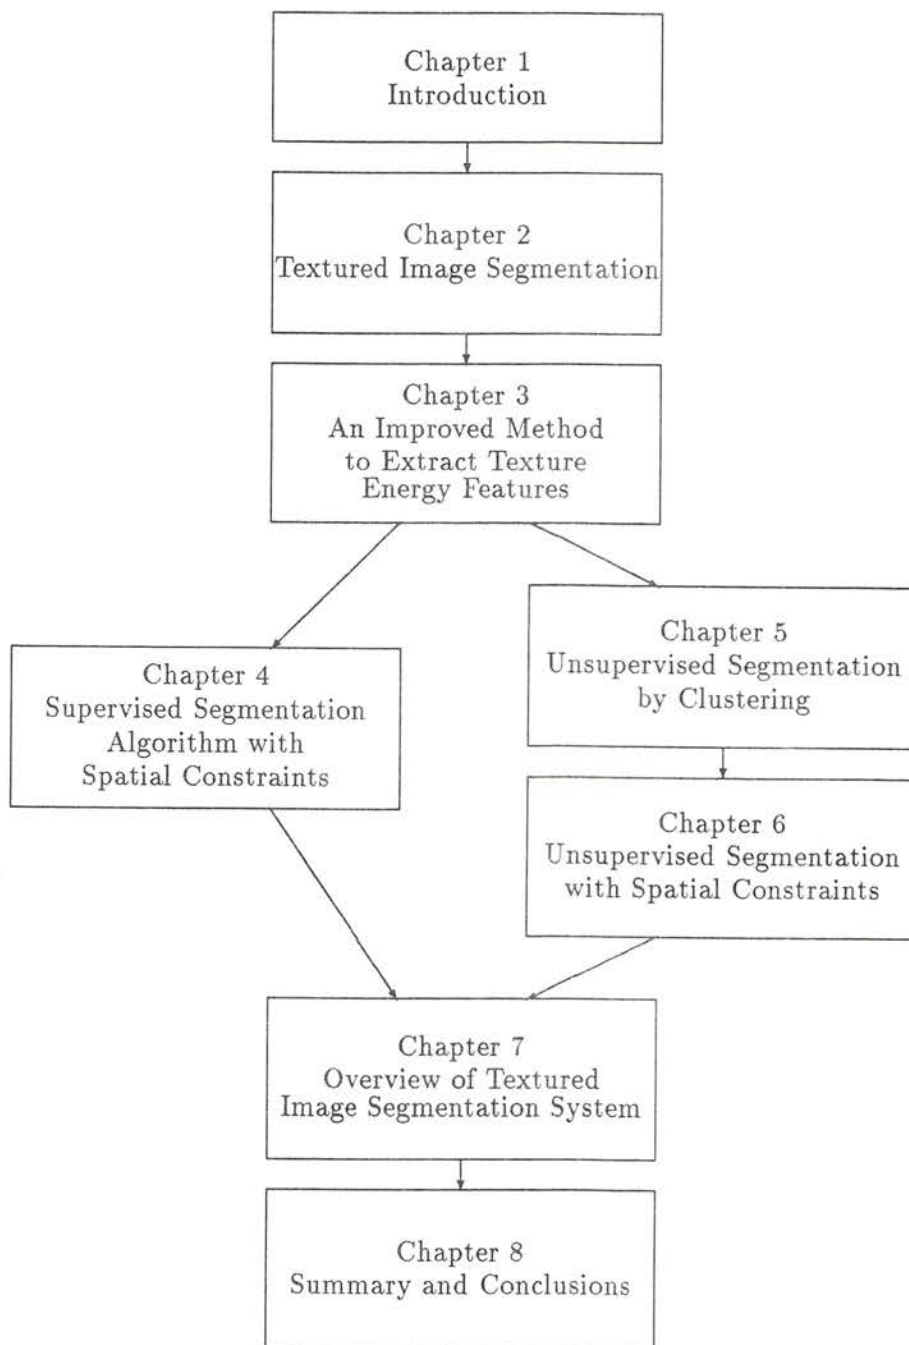 Chapter 1
Introduction
Chapter 2
Textured Image Segmentation
Chapter 3
An Improved Method
to Extract Texture
Energy Features
Chapter 4
Supervised Segmentation
Algorithm with
Spatial Constraints
Chapter 5
Unsupervised Segmentation
by Clustering
Chapter 6
Unsupervised Segmentation
with Spatial Constraints
Chapter 7
Overview of Textured
Image Segmentation System
Chapter 8
Summary and Conclusions